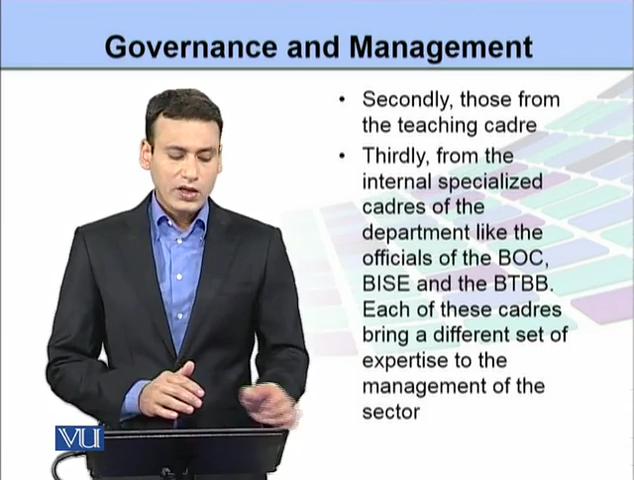 Governance and Management
• Secondly, those from
the teaching cadre
• Thirdly, from the
internal specialized
cadres of the
department like the
officials of the BOC,
BISE and the BTBB.
Each of these cadres
bring a different set of
expertise to the
management of the
sector
VU